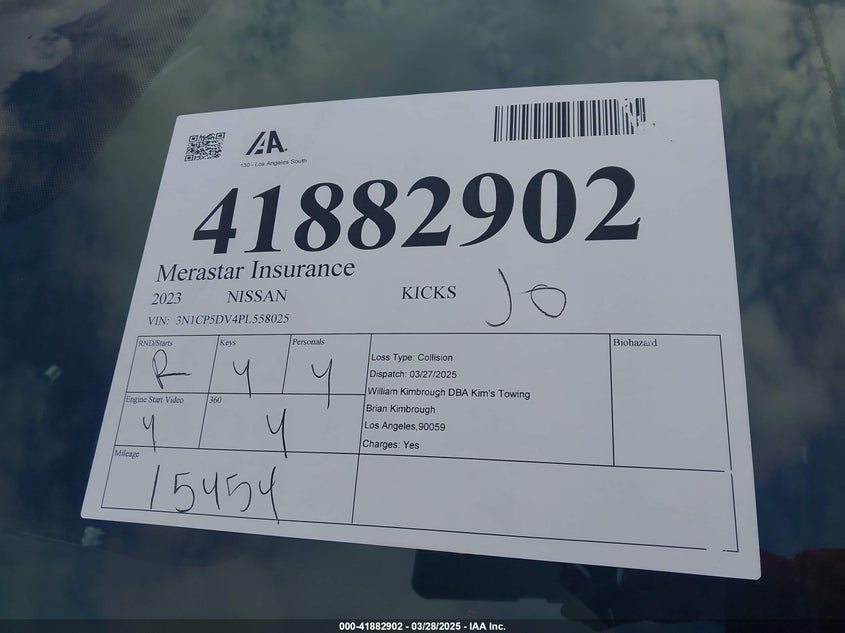 IAA
130 - Los Angeles South
41882902
Merastar Insurance
2023 NISSAN KICKS JO
VIN: 3N1CP5DV4PL558025
RND/Starts Keys Personals
R Y Y
Engine Start Video 360
Y Y
Mileage
15454
Loss Type: Collision
Dispatch: 03/27/2025
William Kimbrough DBA Kim's Towing
Brian Kimbrough
Los Angeles,90059
Charges: Yes
Biohazard
000-41882902 - 03/28/2025 - IAA Inc.